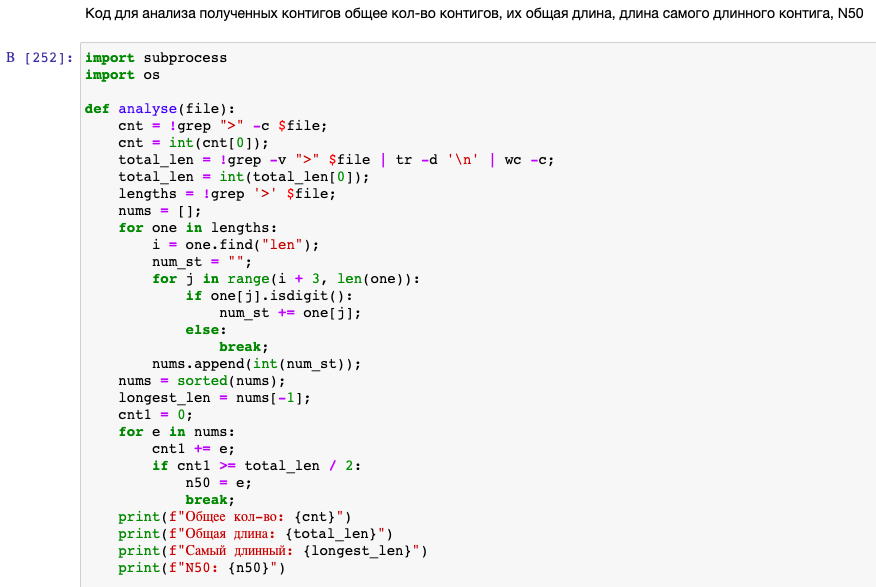 Код для анализа полученных контигов общее кол-во контигов, их общая длина, длина самого длинного контига, N50
В [252]: import subprocess
import os

def analyse(file):
    cnt = !grep ">" -c $file;
    cnt = int(cnt[0]);
    total_len = !grep -v ">" $file | tr -d '\n' | wc -c;
    total_len = int(total_len[0]);
    lengths = !grep '>' $file;
    nums = [];
    for one in lengths:
        i = one.find("len");
        num_st = "";
        for j in range(i + 3, len(one)):
            if one[j].isdigit():
                num_st += one[j];
            else:
                break;
        nums.append(int(num_st));
    nums = sorted(nums);
    longest_len = nums[-1];
    cnt1 = 0;
    for e in nums:
        cnt1 += e;
        if cnt1 >= total_len / 2:
            n50 = e;
            break;
    print(f"Общее кол-во: {cnt}")
    print(f"Общая длина: {total_len}")
    print(f"Самый длинный: {longest_len}")
    print(f"N50: {n50}")